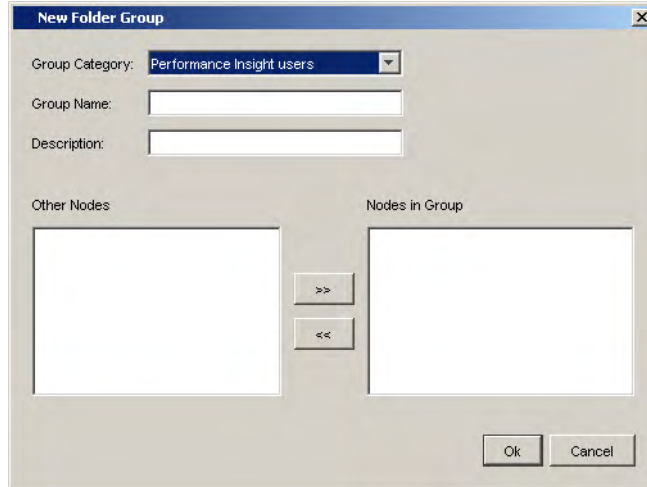 New Folder Group
Group Category: Performance Insight users
Group Name:
Description:
Other Nodes Nodes in Group
>>
<<
Ok Cancel